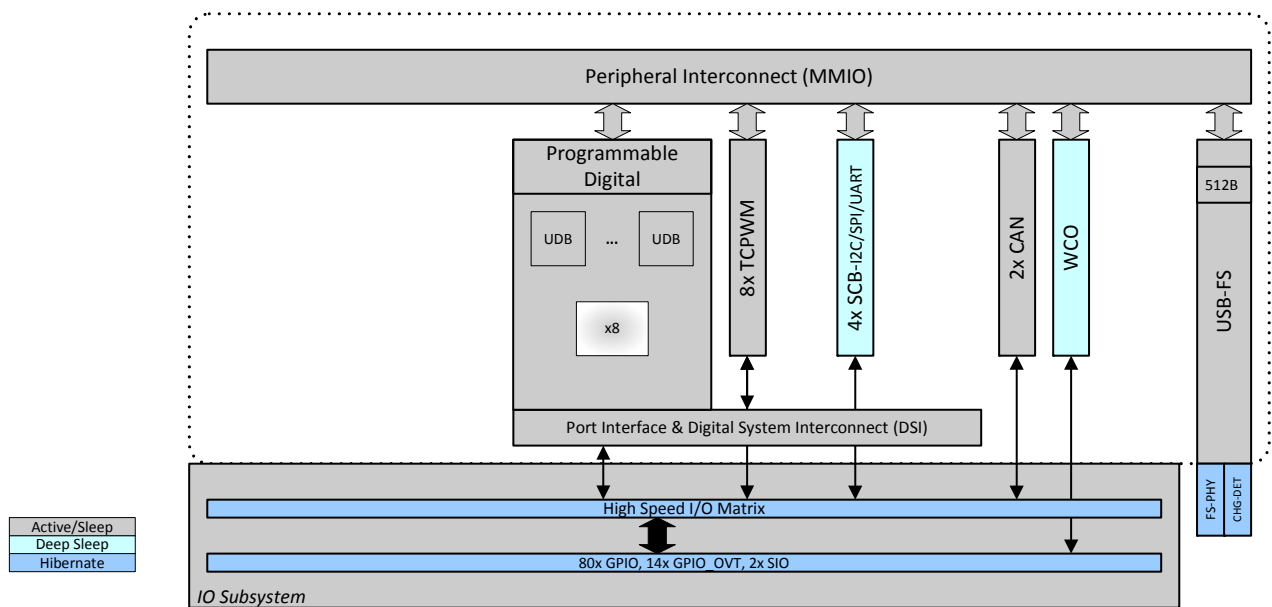 Peripheral Interconnect (MMIO)
Programmable
Digital
UDB
...
UDB
x8
8x TCPWM
4x SCB-I2C/SPI/UART
2x CAN
WCO
512B
USB-FS
Port Interface & Digital System Interconnect (DSI)
FS-PHY
CHG-DET
High Speed I/O Matrix
80x GPIO, 14x GPIO_OVT, 2x SIO
IO Subsystem
Active/Sleep
Deep Sleep
Hibernate